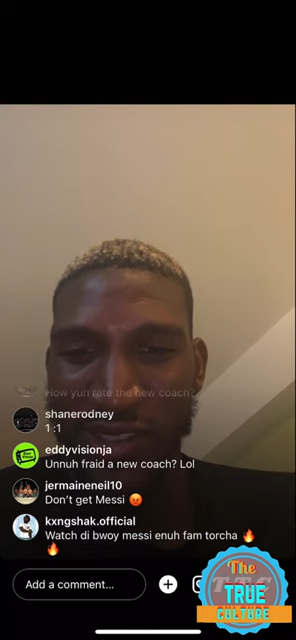 How yuh rate the new coach?
shanerodney
1 :1
eddyvisionja
Unnuh fraid a new coach? Lol
jermaineneil10
Don't get Messi 😡
kxngshak.official
Watch di bwoy messi enuh fam torcha 🔥
🔥
Add a comment...
The
T.T.C
TRUE
CULTURE